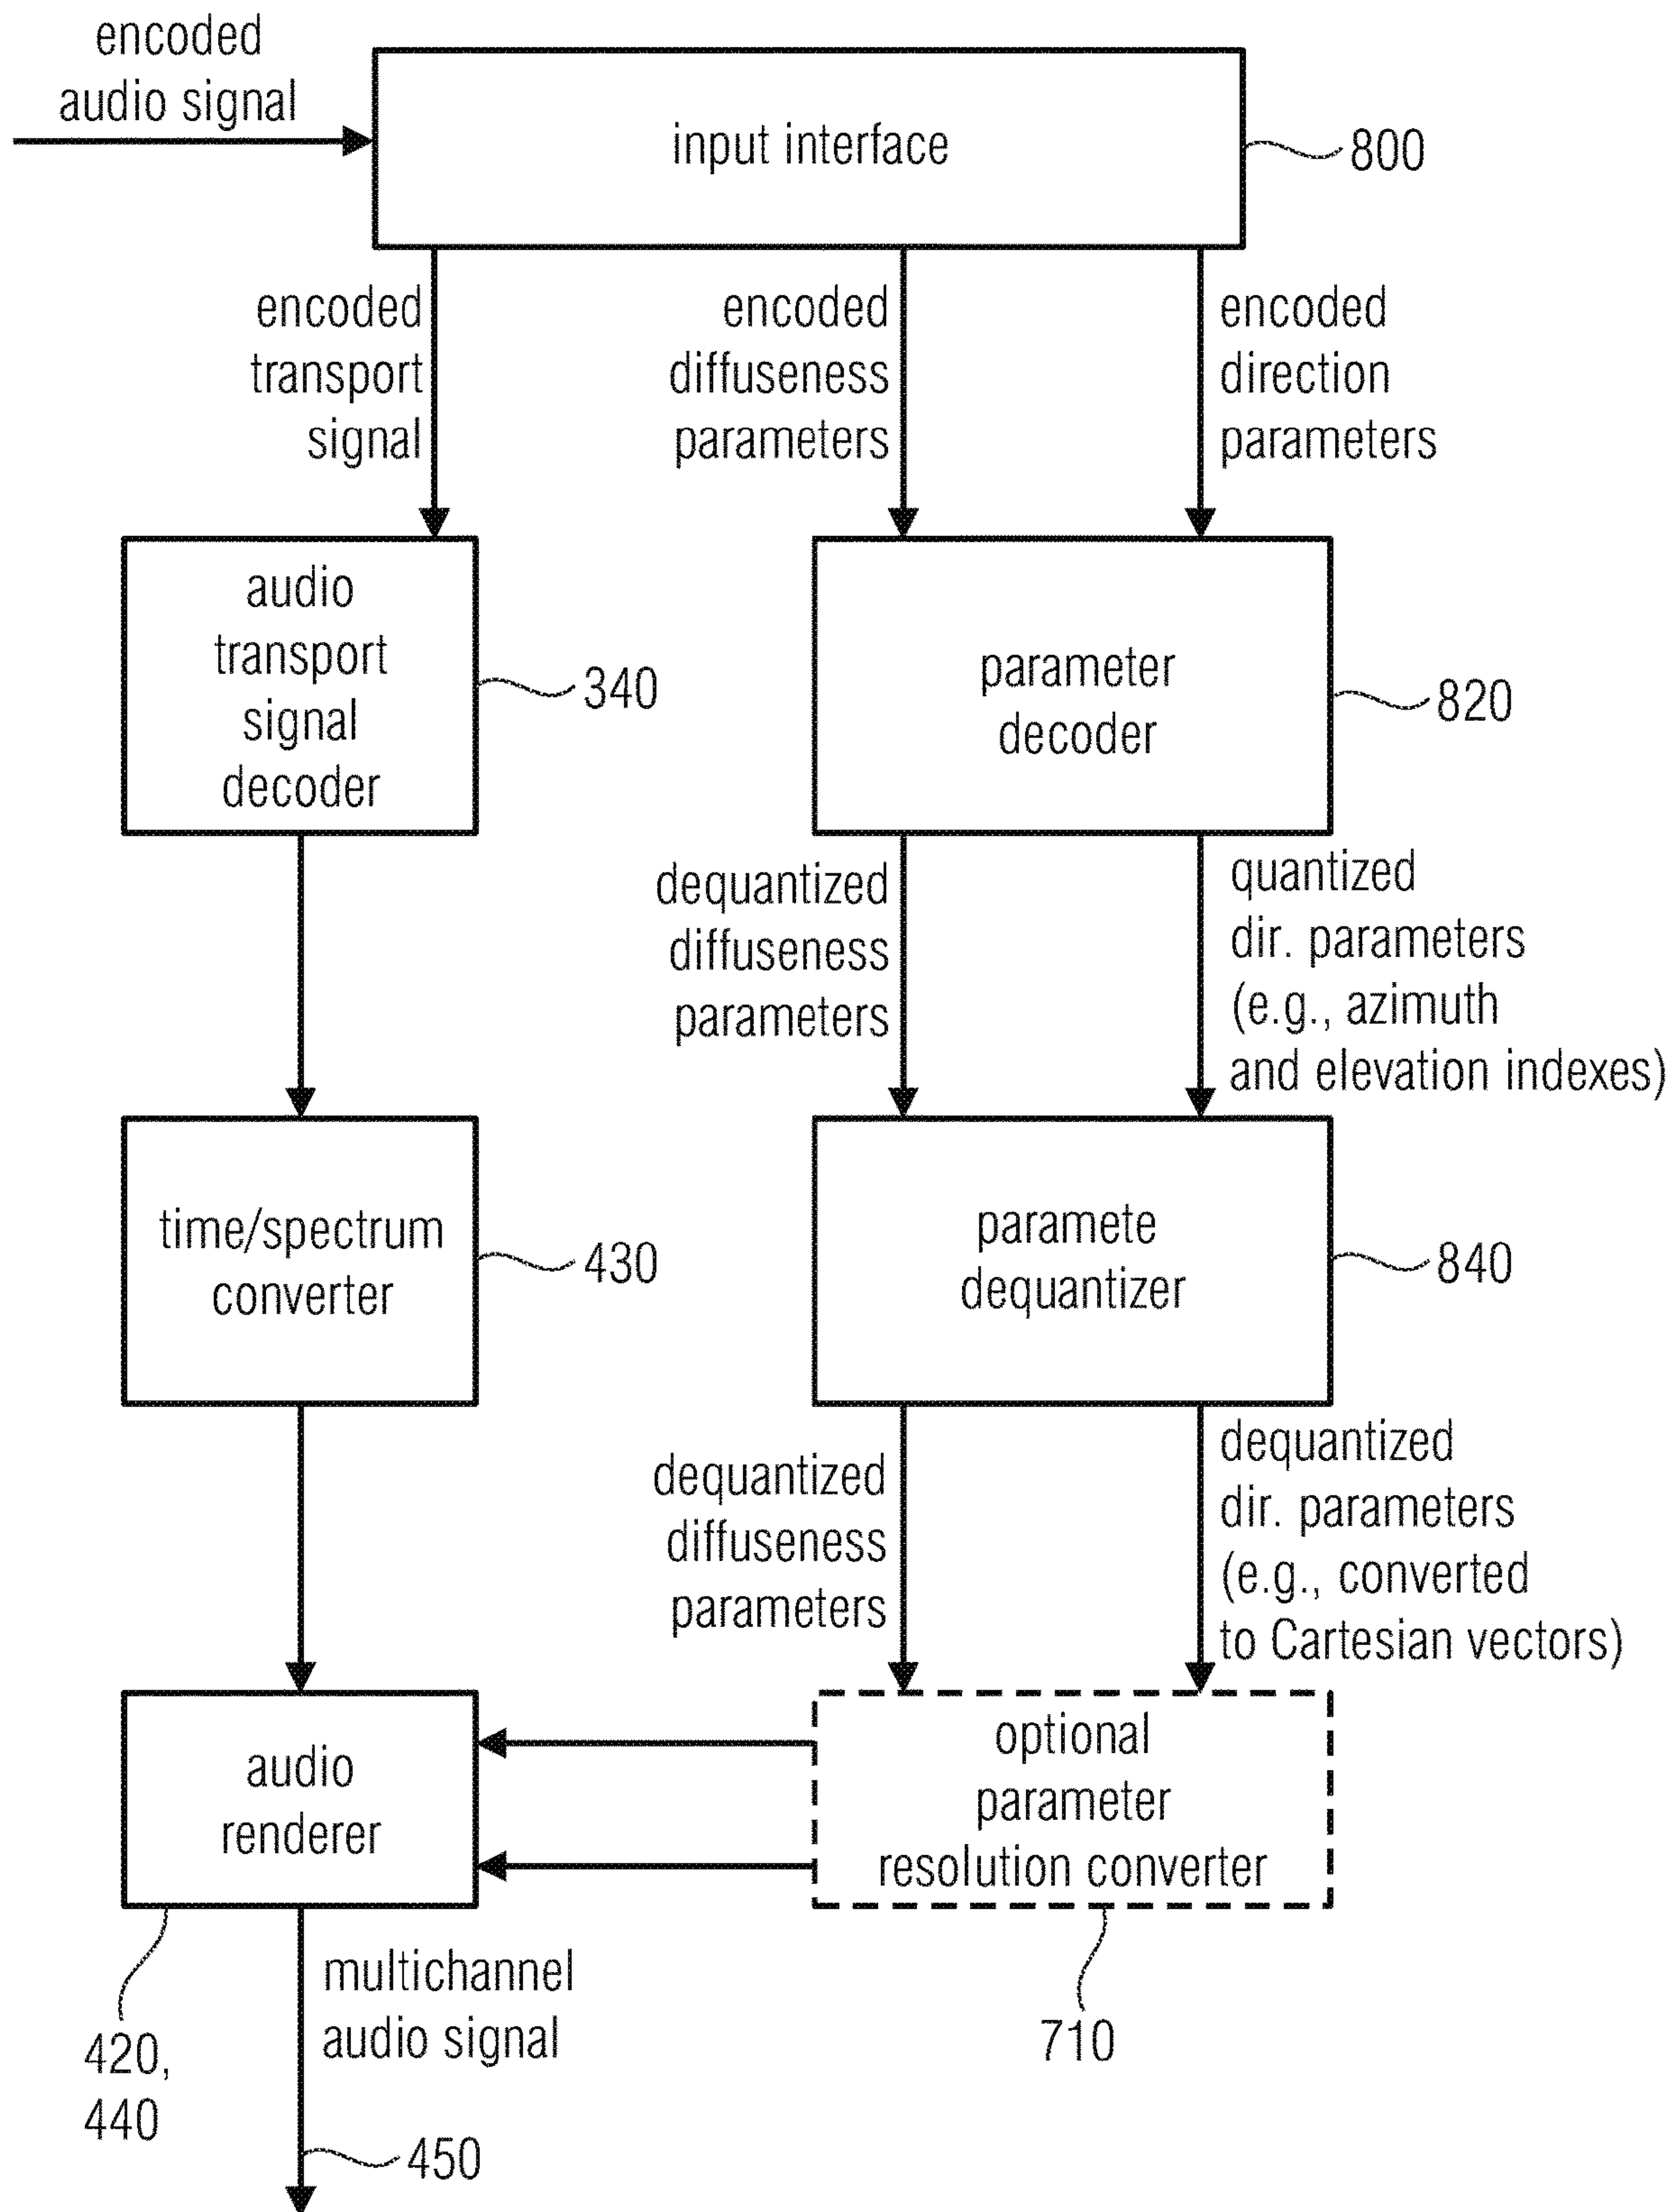 encoded
audio signal
input interface
800
encoded
transport
signal
encoded
diffuseness
parameters
encoded
direction
parameters
audio
transport
signal
decoder
340
parameter
decoder
820
dequantized
diffuseness
parameters
quantized
dir. parameters
(e.g., azimuth
and elevation indexes)
time/spectrum
converter
430
paramete
dequantizer
840
dequantized
diffuseness
parameters
dequantized
dir. parameters
(e.g., converted
to Cartesian vectors)
audio
renderer
optional
parameter
resolution converter
420,
440
multichannel
audio signal
710
450